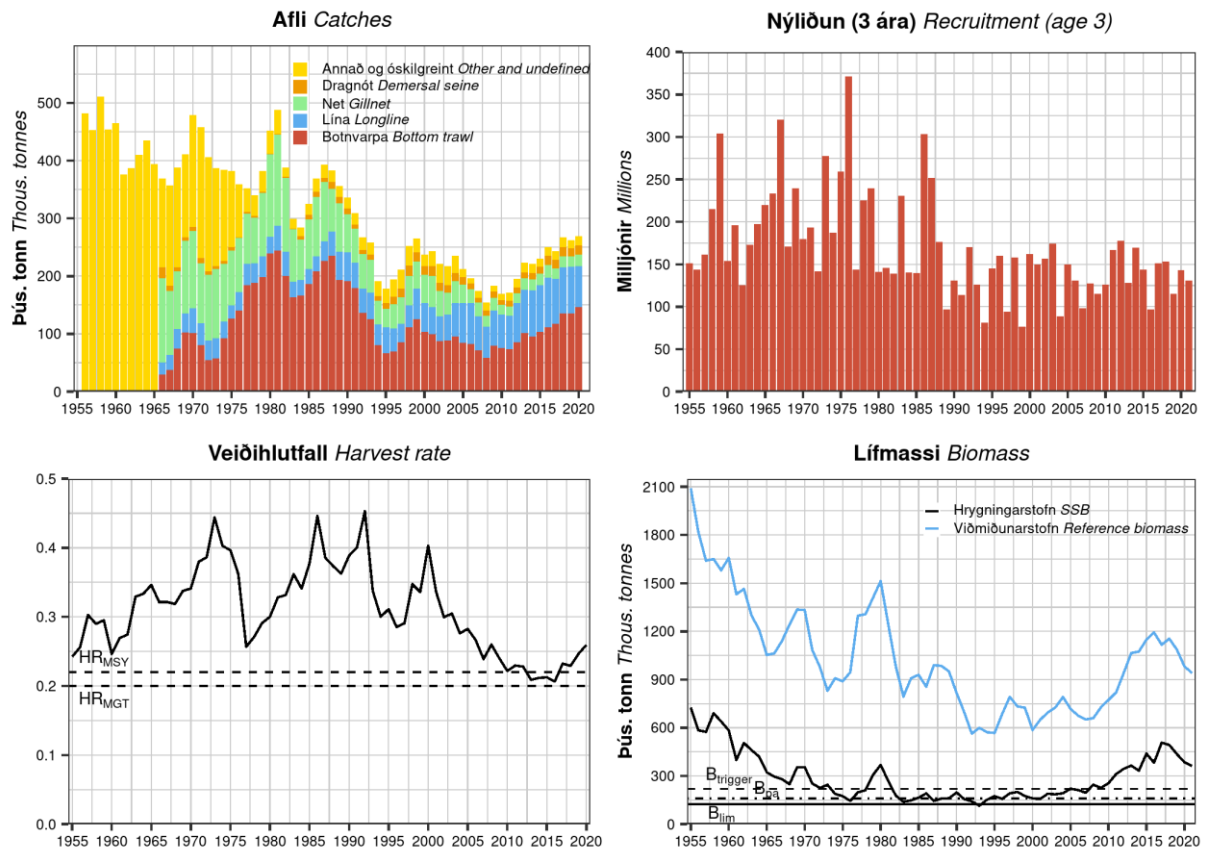 Afli Catches
Þús. tonn Thous. tonnes
500
400
300
200
100
0
Annað og óskilgreint Other and undefined
Dragnót Demersal seine
Net Gillnet
Lína Longline
Botnvarpa Bottom trawl
1955 1960 1965 1970 1975 1980 1985 1990 1995 2000 2005 2010 2015 2020
Nýliðun (3 ára) Recruitment (age 3)
Milljónir Millions
400
350
300
250
200
150
100
50
0
1955 1960 1965 1970 1975 1980 1985 1990 1995 2000 2005 2010 2015 2020
Veiðihlutfall Harvest rate
0.5
0.4
0.3
0.2
0.1
0.0
HRMSY
HRMGT
1955 1960 1965 1970 1975 1980 1985 1990 1995 2000 2005 2010 2015 2020
Lífmassi Biomass
Þús. tonn Thous. tonnes
2100
1800
1500
1200
900
600
300
0
Hrygningarstofn SSB
Viðmiðunarstofn Reference biomass
Btrigger
Bpa
Blim
1955 1960 1965 1970 1975 1980 1985 1990 1995 2000 2005 2010 2015 2020